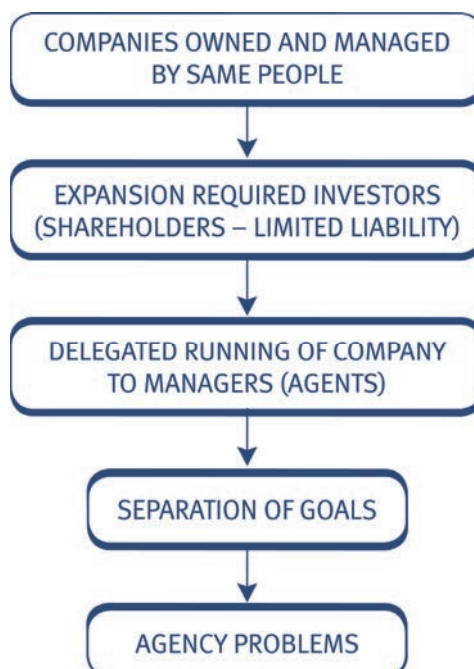 COMPANIES OWNED AND MANAGED
BY SAME PEOPLE
EXPANSION REQUIRED INVESTORS
(SHAREHOLDERS – LIMITED LIABILITY)
DELEGATED RUNNING OF COMPANY
TO MANAGERS (AGENTS)
SEPARATION OF GOALS
AGENCY PROBLEMS